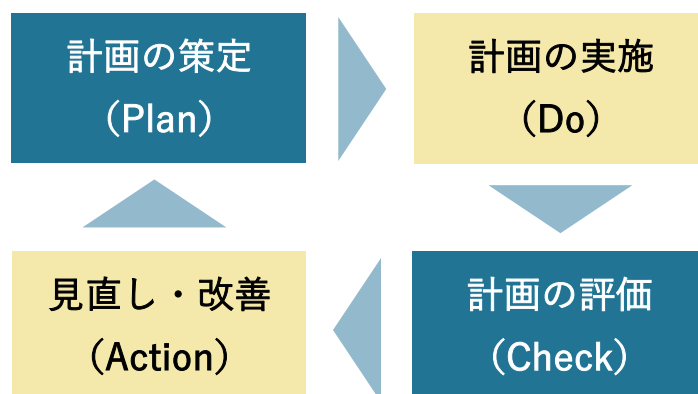 計画の策定
（Plan）
計画の実施
（Do）
見直し・改善
（Action）
計画の評価
（Check）